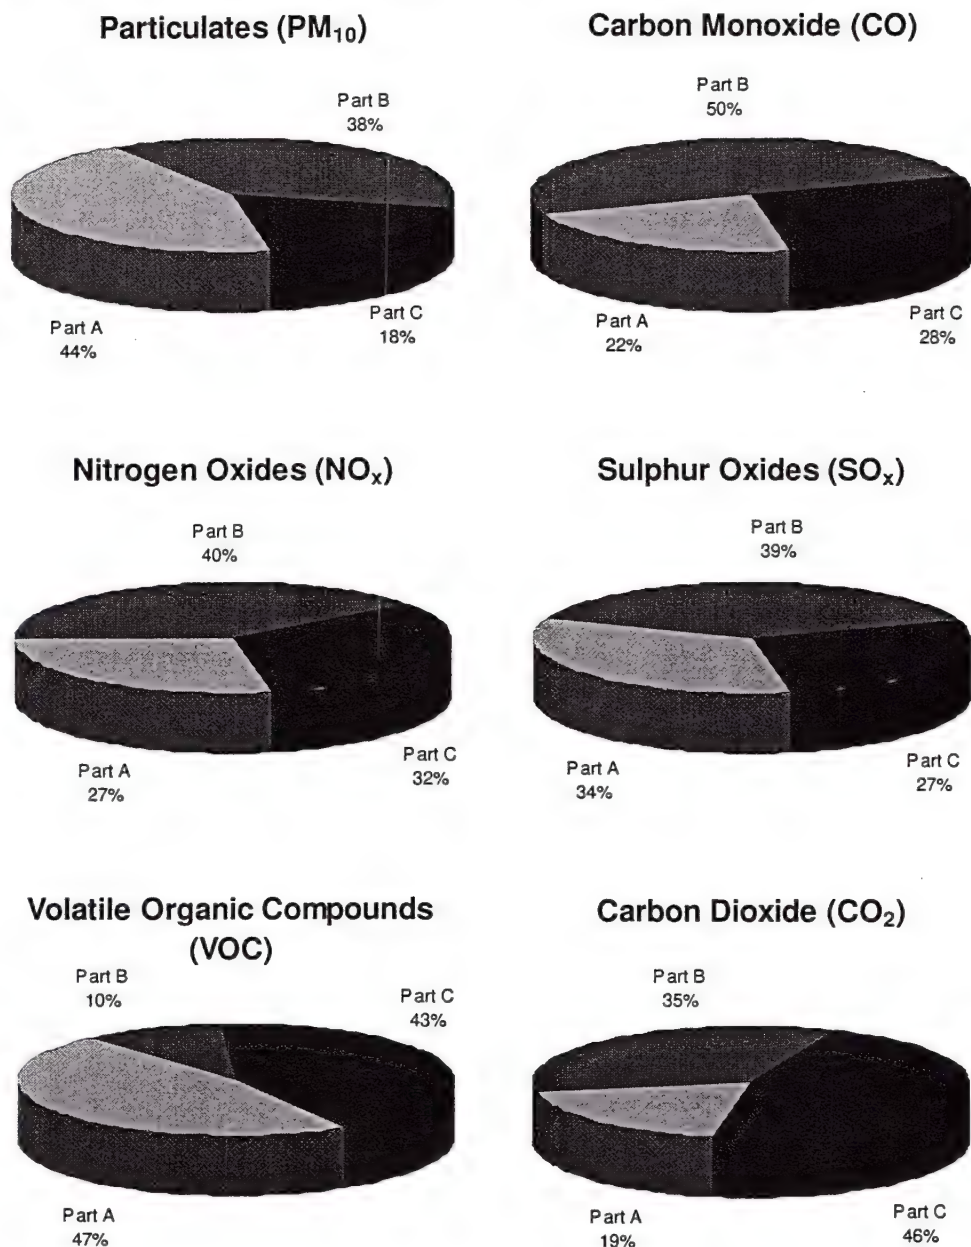 Particulates (PM₁₀)
Part B
38%
Part A
44%
Part C
18%
Carbon Monoxide (CO)
Part B
50%
Part A
22%
Part C
28%
Nitrogen Oxides (NOₓ)
Part B
40%
Part A
27%
Part C
32%
Sulphur Oxides (SOₓ)
Part B
39%
Part A
34%
Part C
27%
Volatile Organic Compounds
(VOC)
Part B
10%
Part C
43%
Part A
47%
Carbon Dioxide (CO₂)
Part B
35%
Part A
19%
Part C
46%